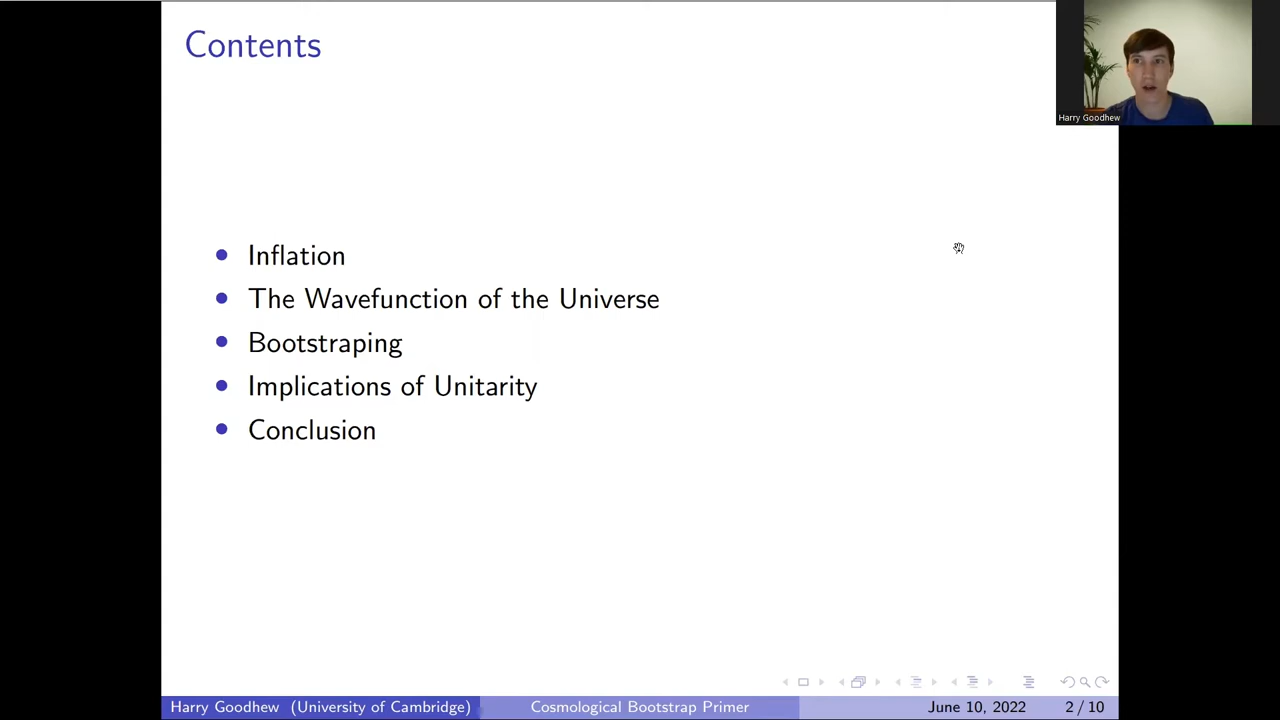 Contents
Harry Goodhew
Inflation
The Wavefunction of the Universe
Bootstraping
Implications of Unitarity
Conclusion
Harry Goodhew (University of Cambridge) Cosmological Bootstrap Primer June 10, 2022 2 / 10